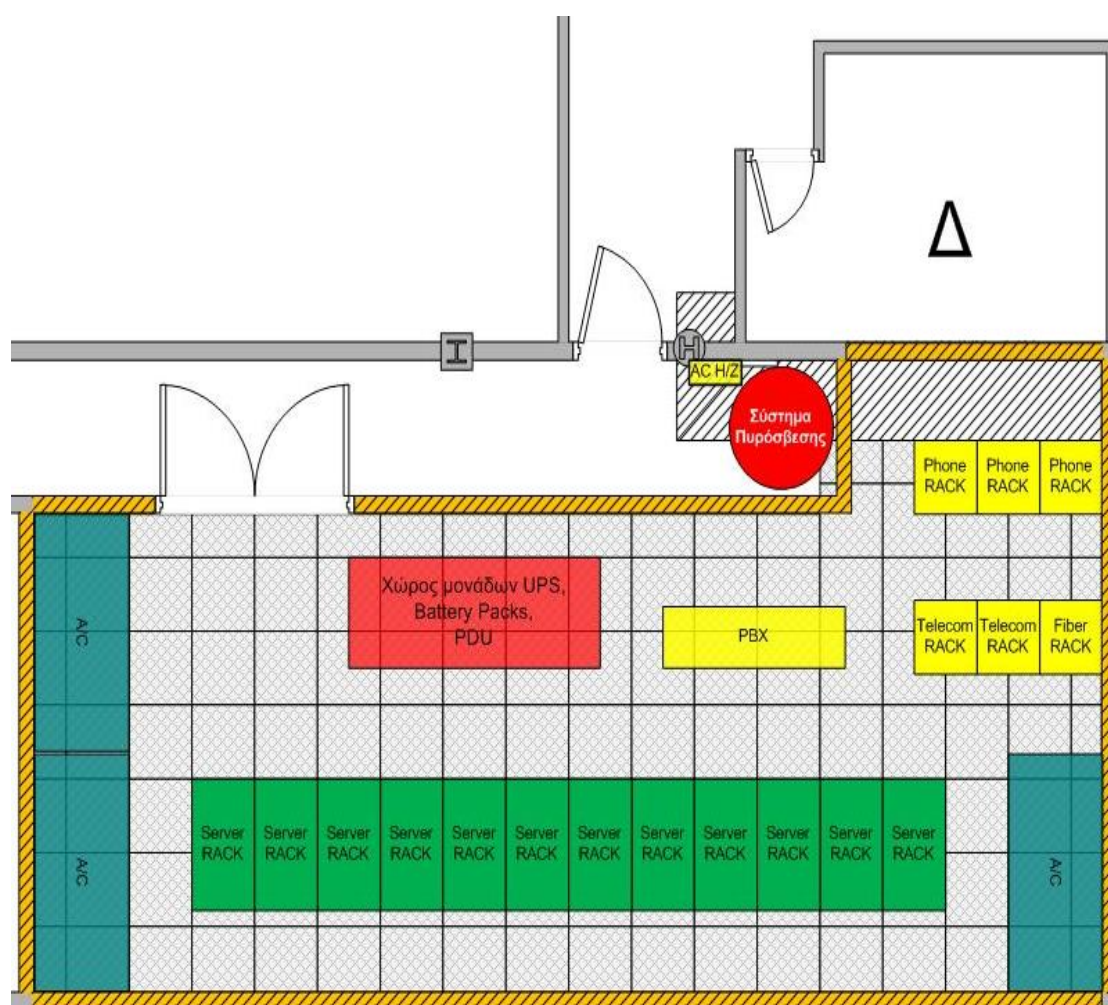 Δ
I
H
AC H/Z
Σύστημα
Πυρόσβεσης
Phone
RACK
Phone
RACK
Phone
RACK
A/C
Χώρος μονάδων UPS,
Battery Packs,
PDU
PBX
Telecom
RACK
Telecom
RACK
Fiber
RACK
A/C
Server
RACK
Server
RACK
Server
RACK
Server
RACK
Server
RACK
Server
RACK
Server
RACK
Server
RACK
Server
RACK
Server
RACK
Server
RACK
Server
RACK
A/C